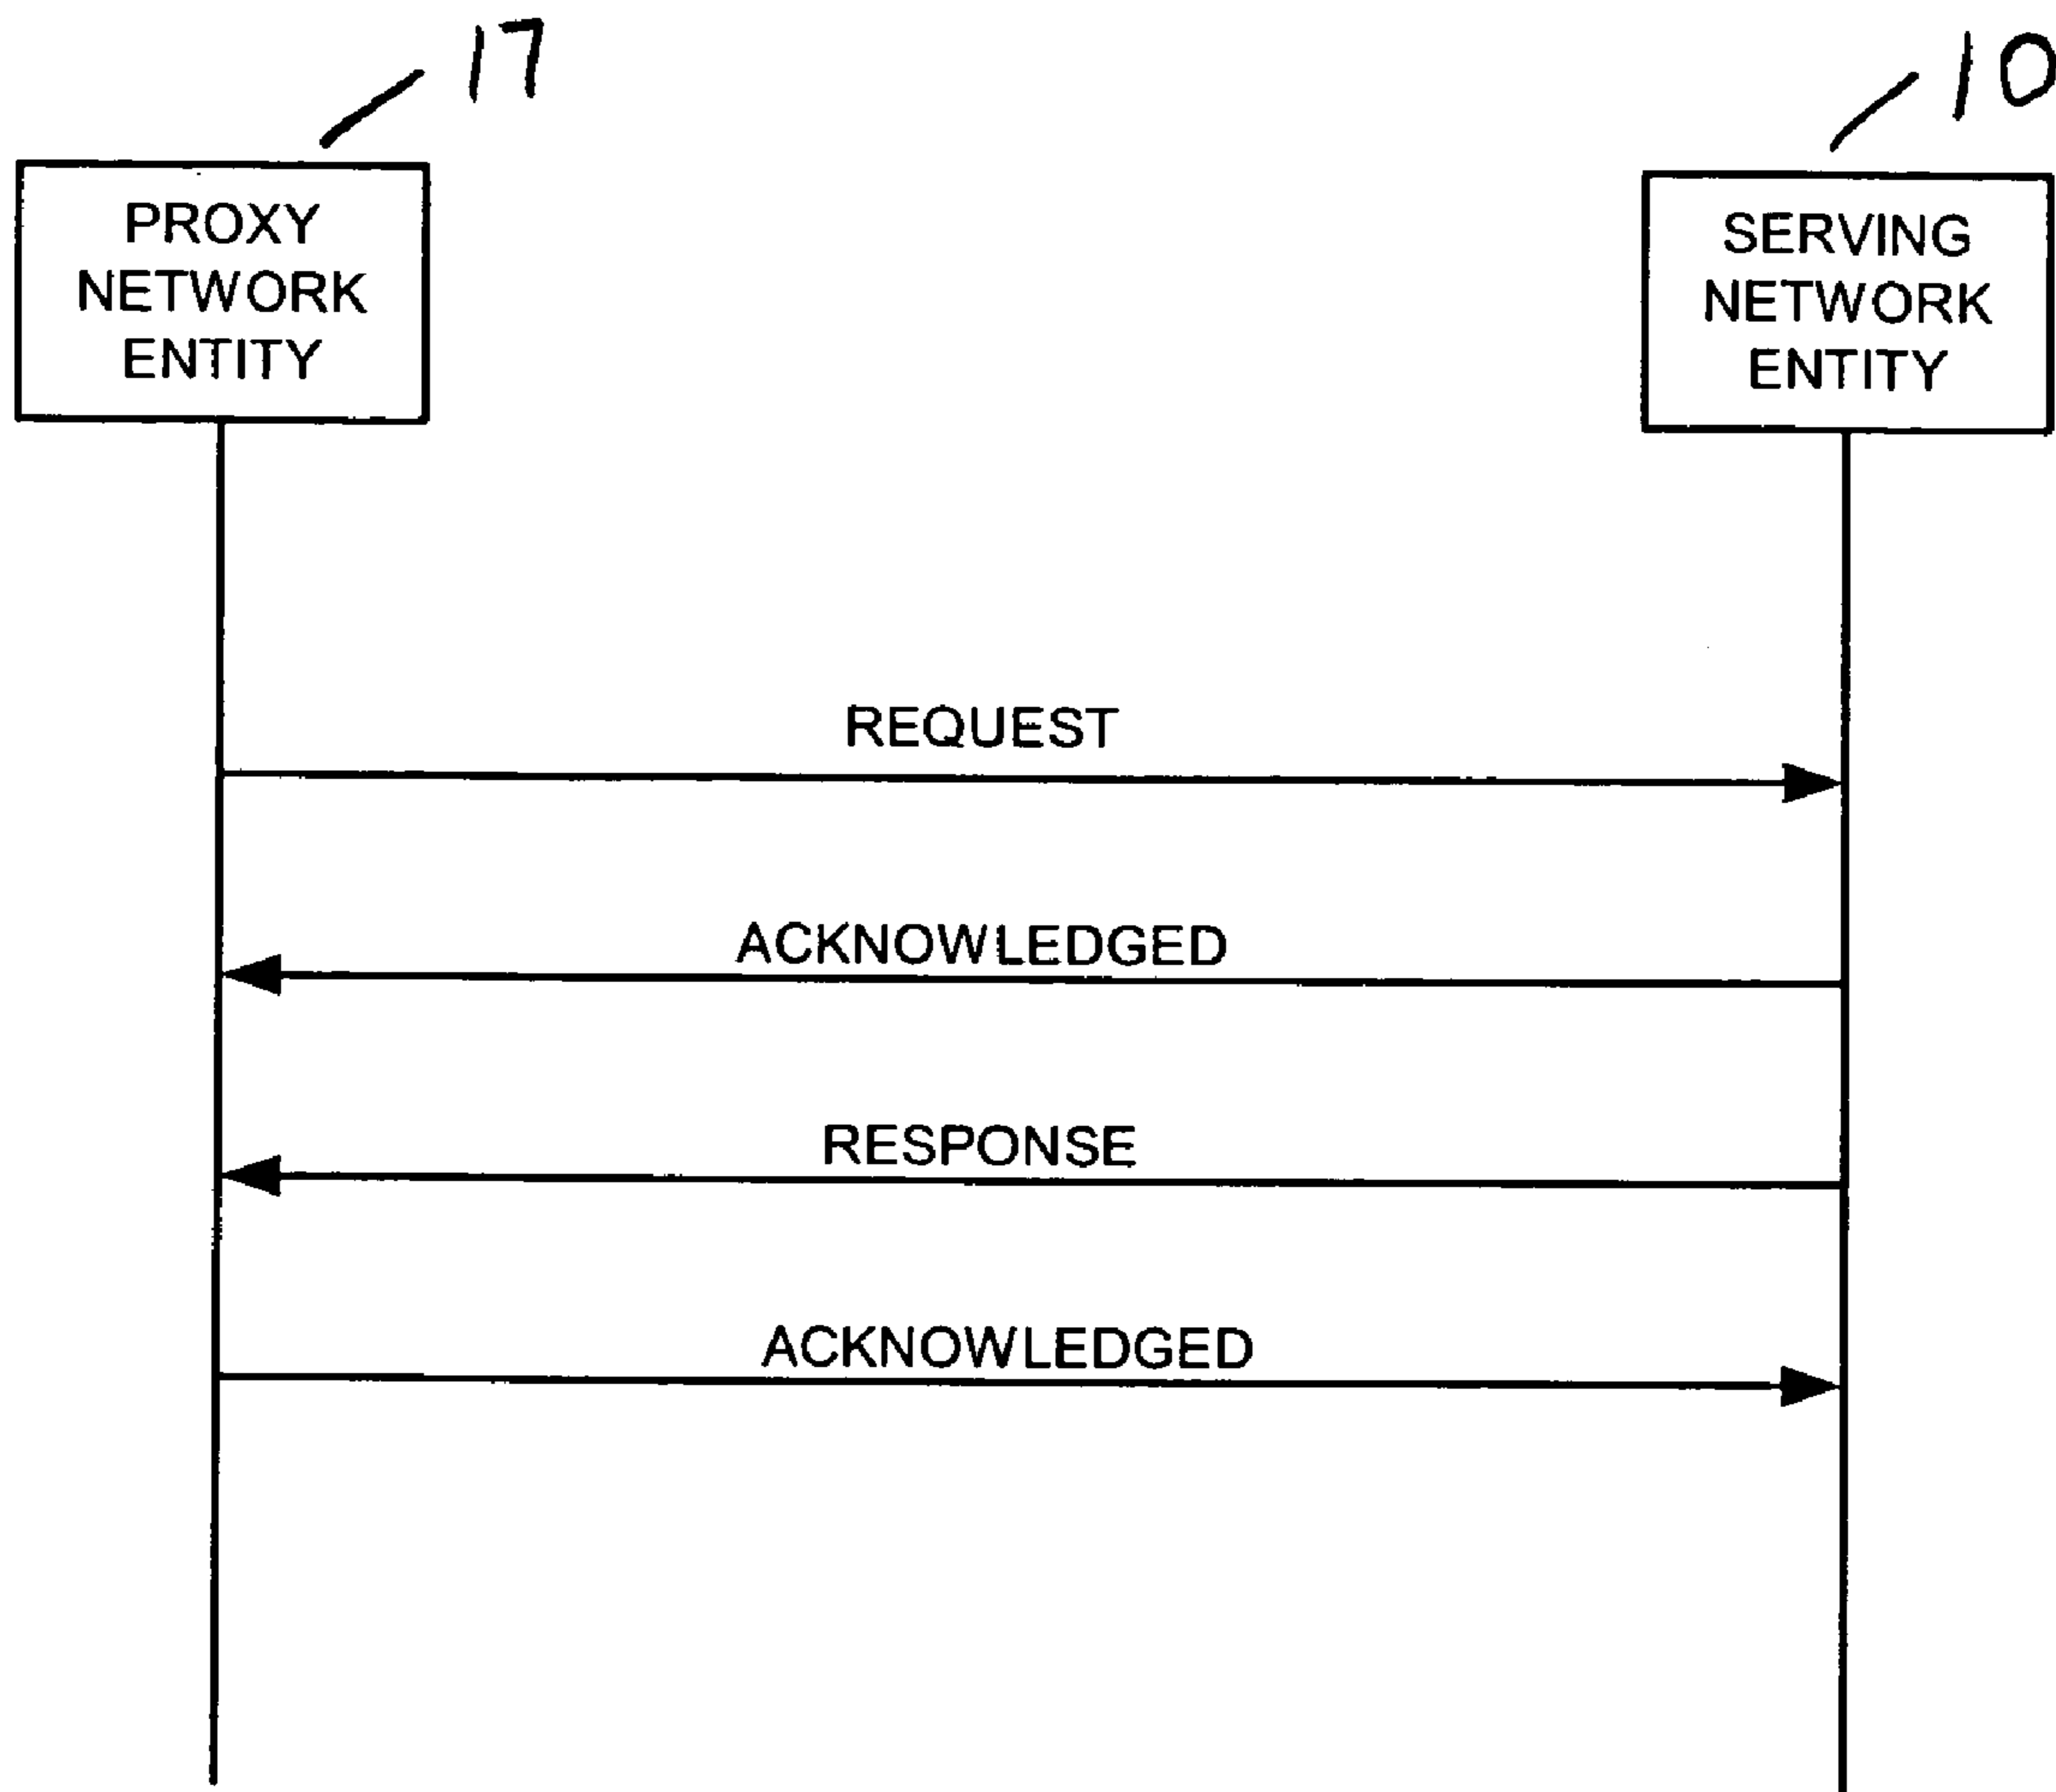 17
10
PROXY
NETWORK
ENTITY
SERVING
NETWORK
ENTITY
REQUEST
ACKNOWLEDGED
RESPONSE
ACKNOWLEDGED